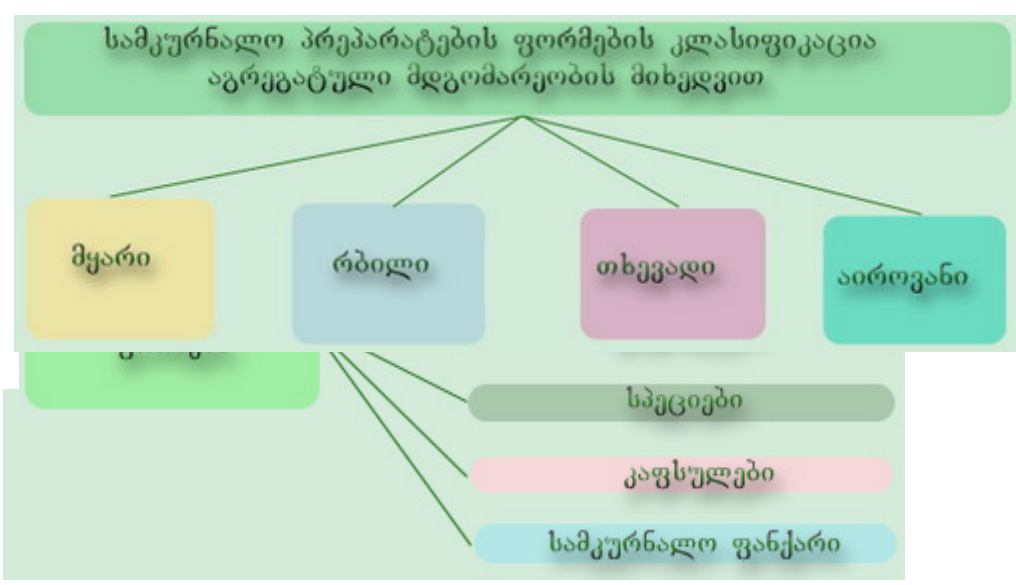 სამკურნალო პრეპარატების ფორმების კლასიფიკაცია
აგრეგატული მდგომარეობის მიხედვით
მყარი
რბილი
თხევადი
აიროვანი
სპეციები
კაფსულები
სამკურნალო ფანქარი